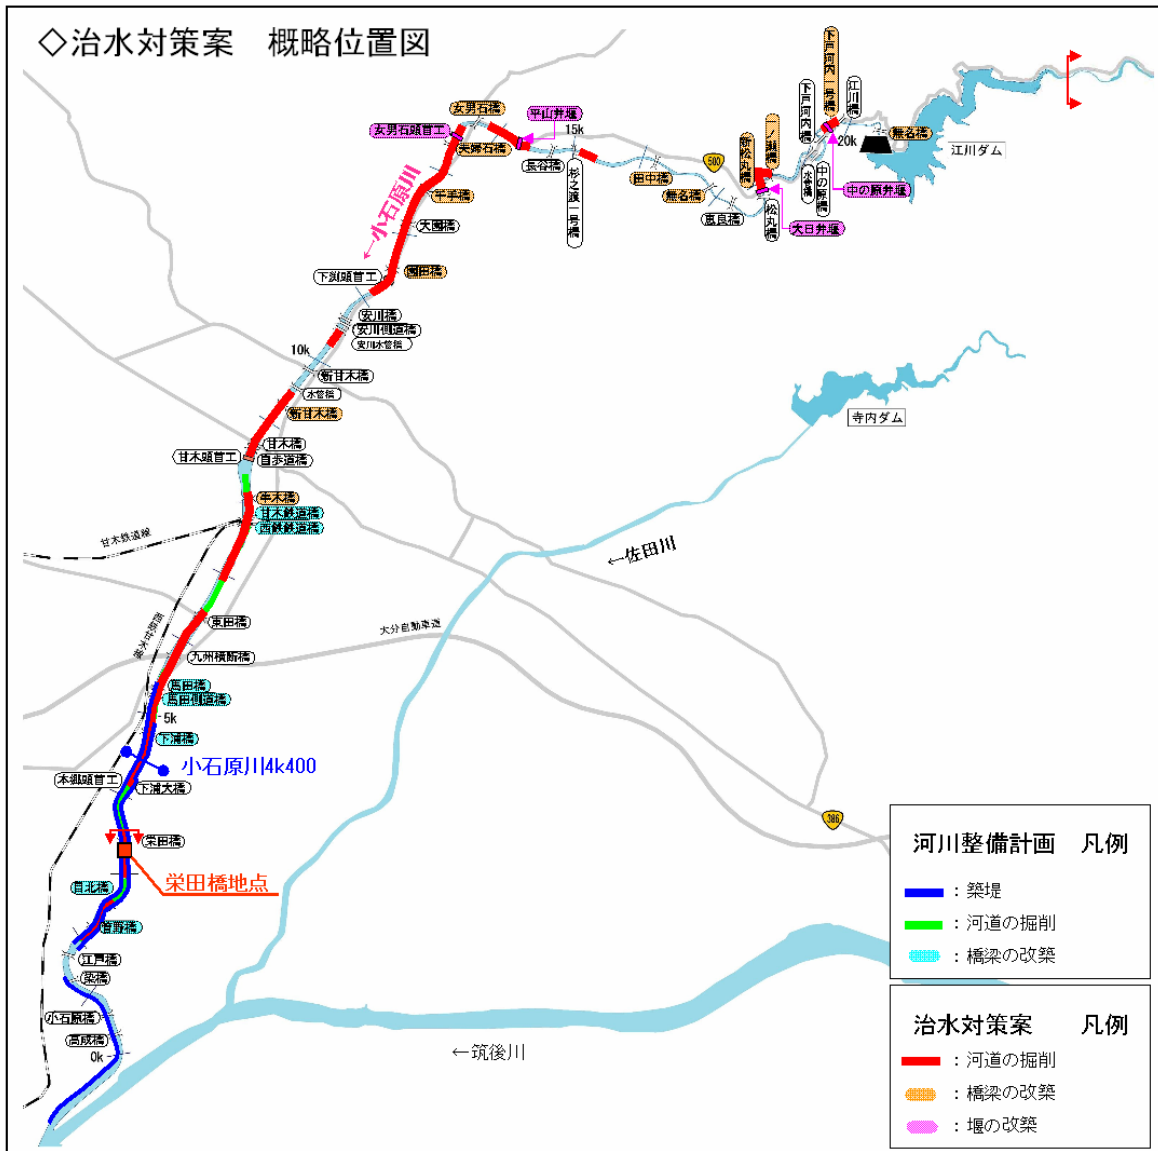 ◇治水対策案　概略位置図
女男石橋
平山井堰
女男石頭首工
夫婦石橋
15k
長谷橋
杉之渡一号橋
千手橋
大園橋
←小石原川
下渕頭首工
園田橋
田中橋
500
無名橋
恵良橋
新松丸橋
一ノ瀬橋
松丸橋
大日井堰
下戸河内橋
下戸河内一号橋
江川橋
20k
水管橋
中の原橋
中の原井堰
無名橋
江川ダム
安川橋
安川側道橋
安川水管橋
10k
新甘木橋
水管橋
新甘木橋
甘木橋
甘木頭首工
自歩道橋
寺内ダム
甘木鉄道橋
西鉄鉄道橋
甘木鉄道線
←佐田川
東田橋
大分自動車道
九州横断橋
西鉄甘木線
馬田橋
馬田側道橋
5k
下浦橋
小石原川4k400
本郷頭首工
下浦大橋
386
栄田橋
栄田橋地点
自北橋
菅野橋
江戸橋
染橋
小石原橋
高成橋
0k
←筑後川
河川整備計画　凡例
：築堤
：河道の掘削
：橋梁の改築
治水対策案　凡例
：河道の掘削
：橋梁の改築
：堰の改築